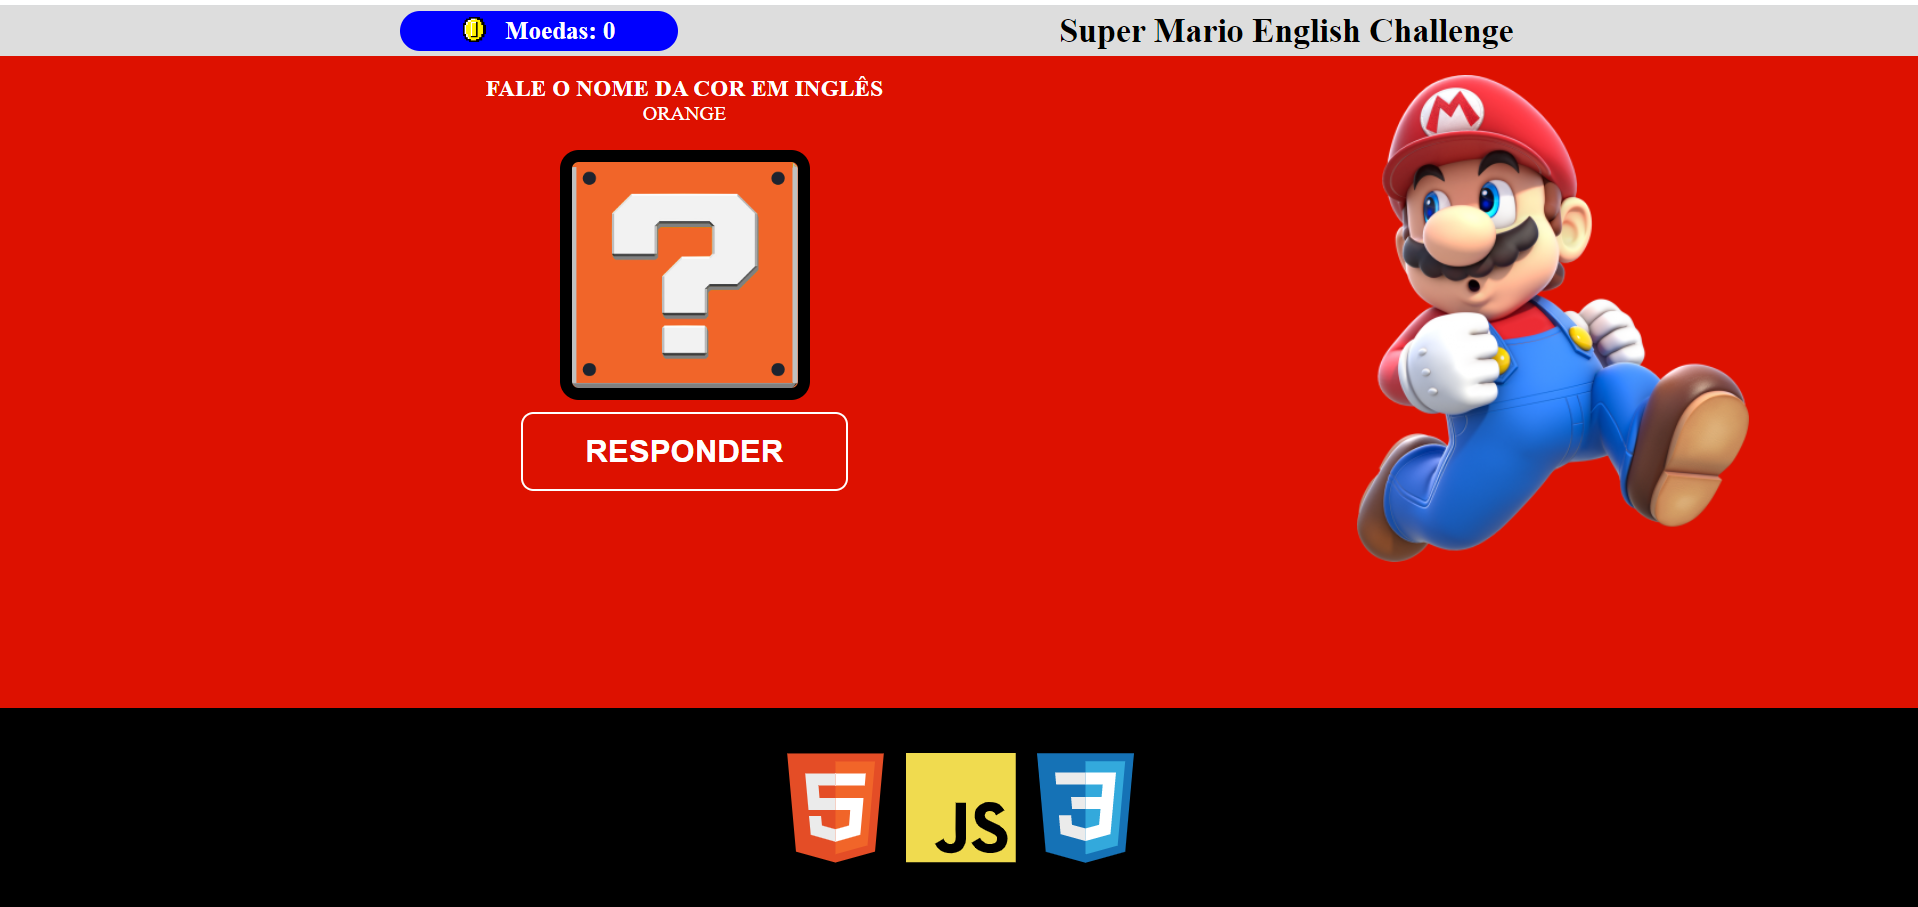 Moedas: 0
Super Mario English Challenge
FALE O NOME DA COR EM INGLÊS
ORANGE
M
?
RESPONDER
5
JS
3